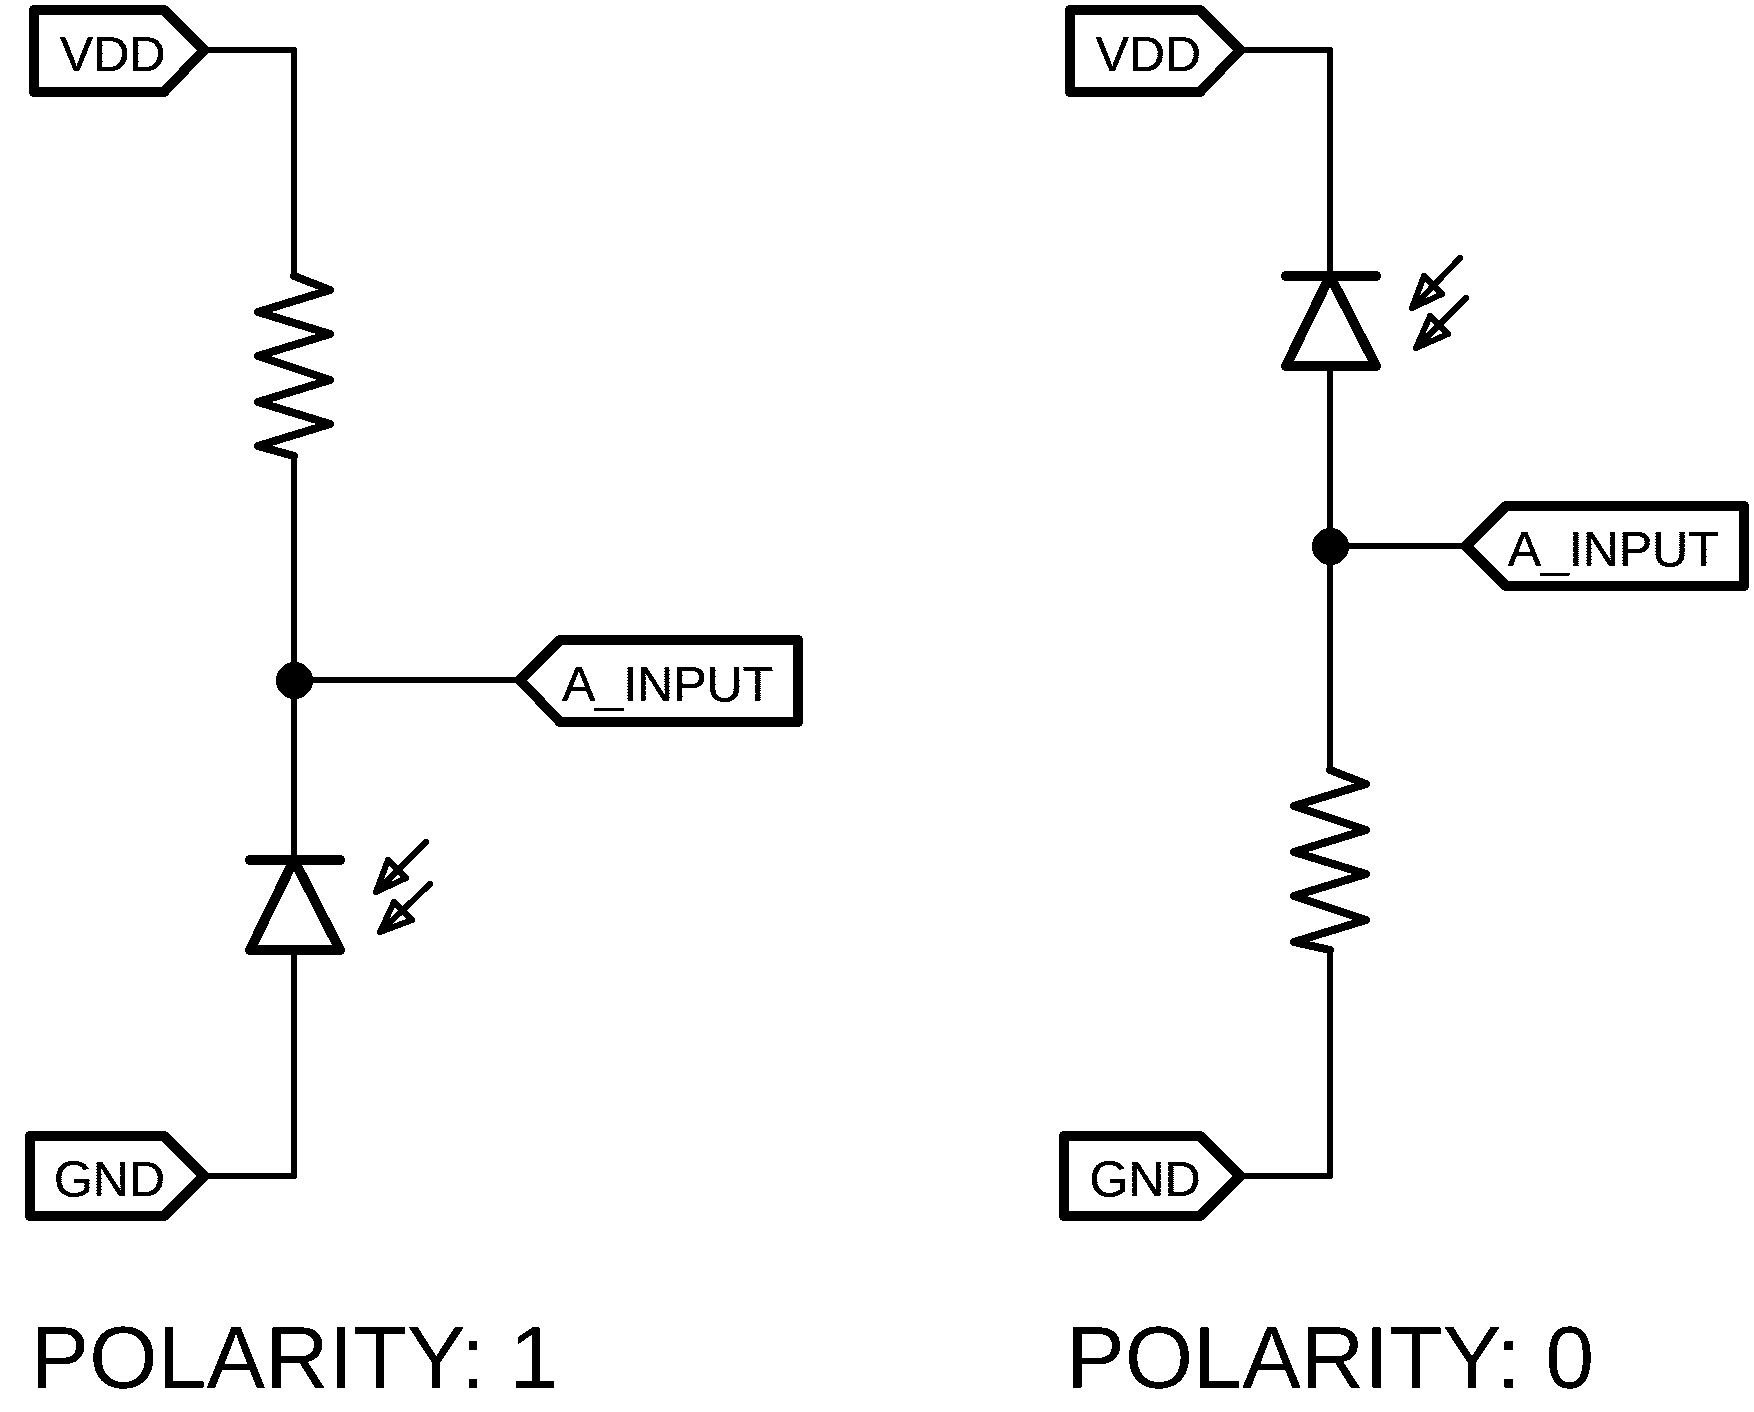 VDD
A_INPUT
GND
POLARITY: 1
VDD
A_INPUT
GND
POLARITY: 0